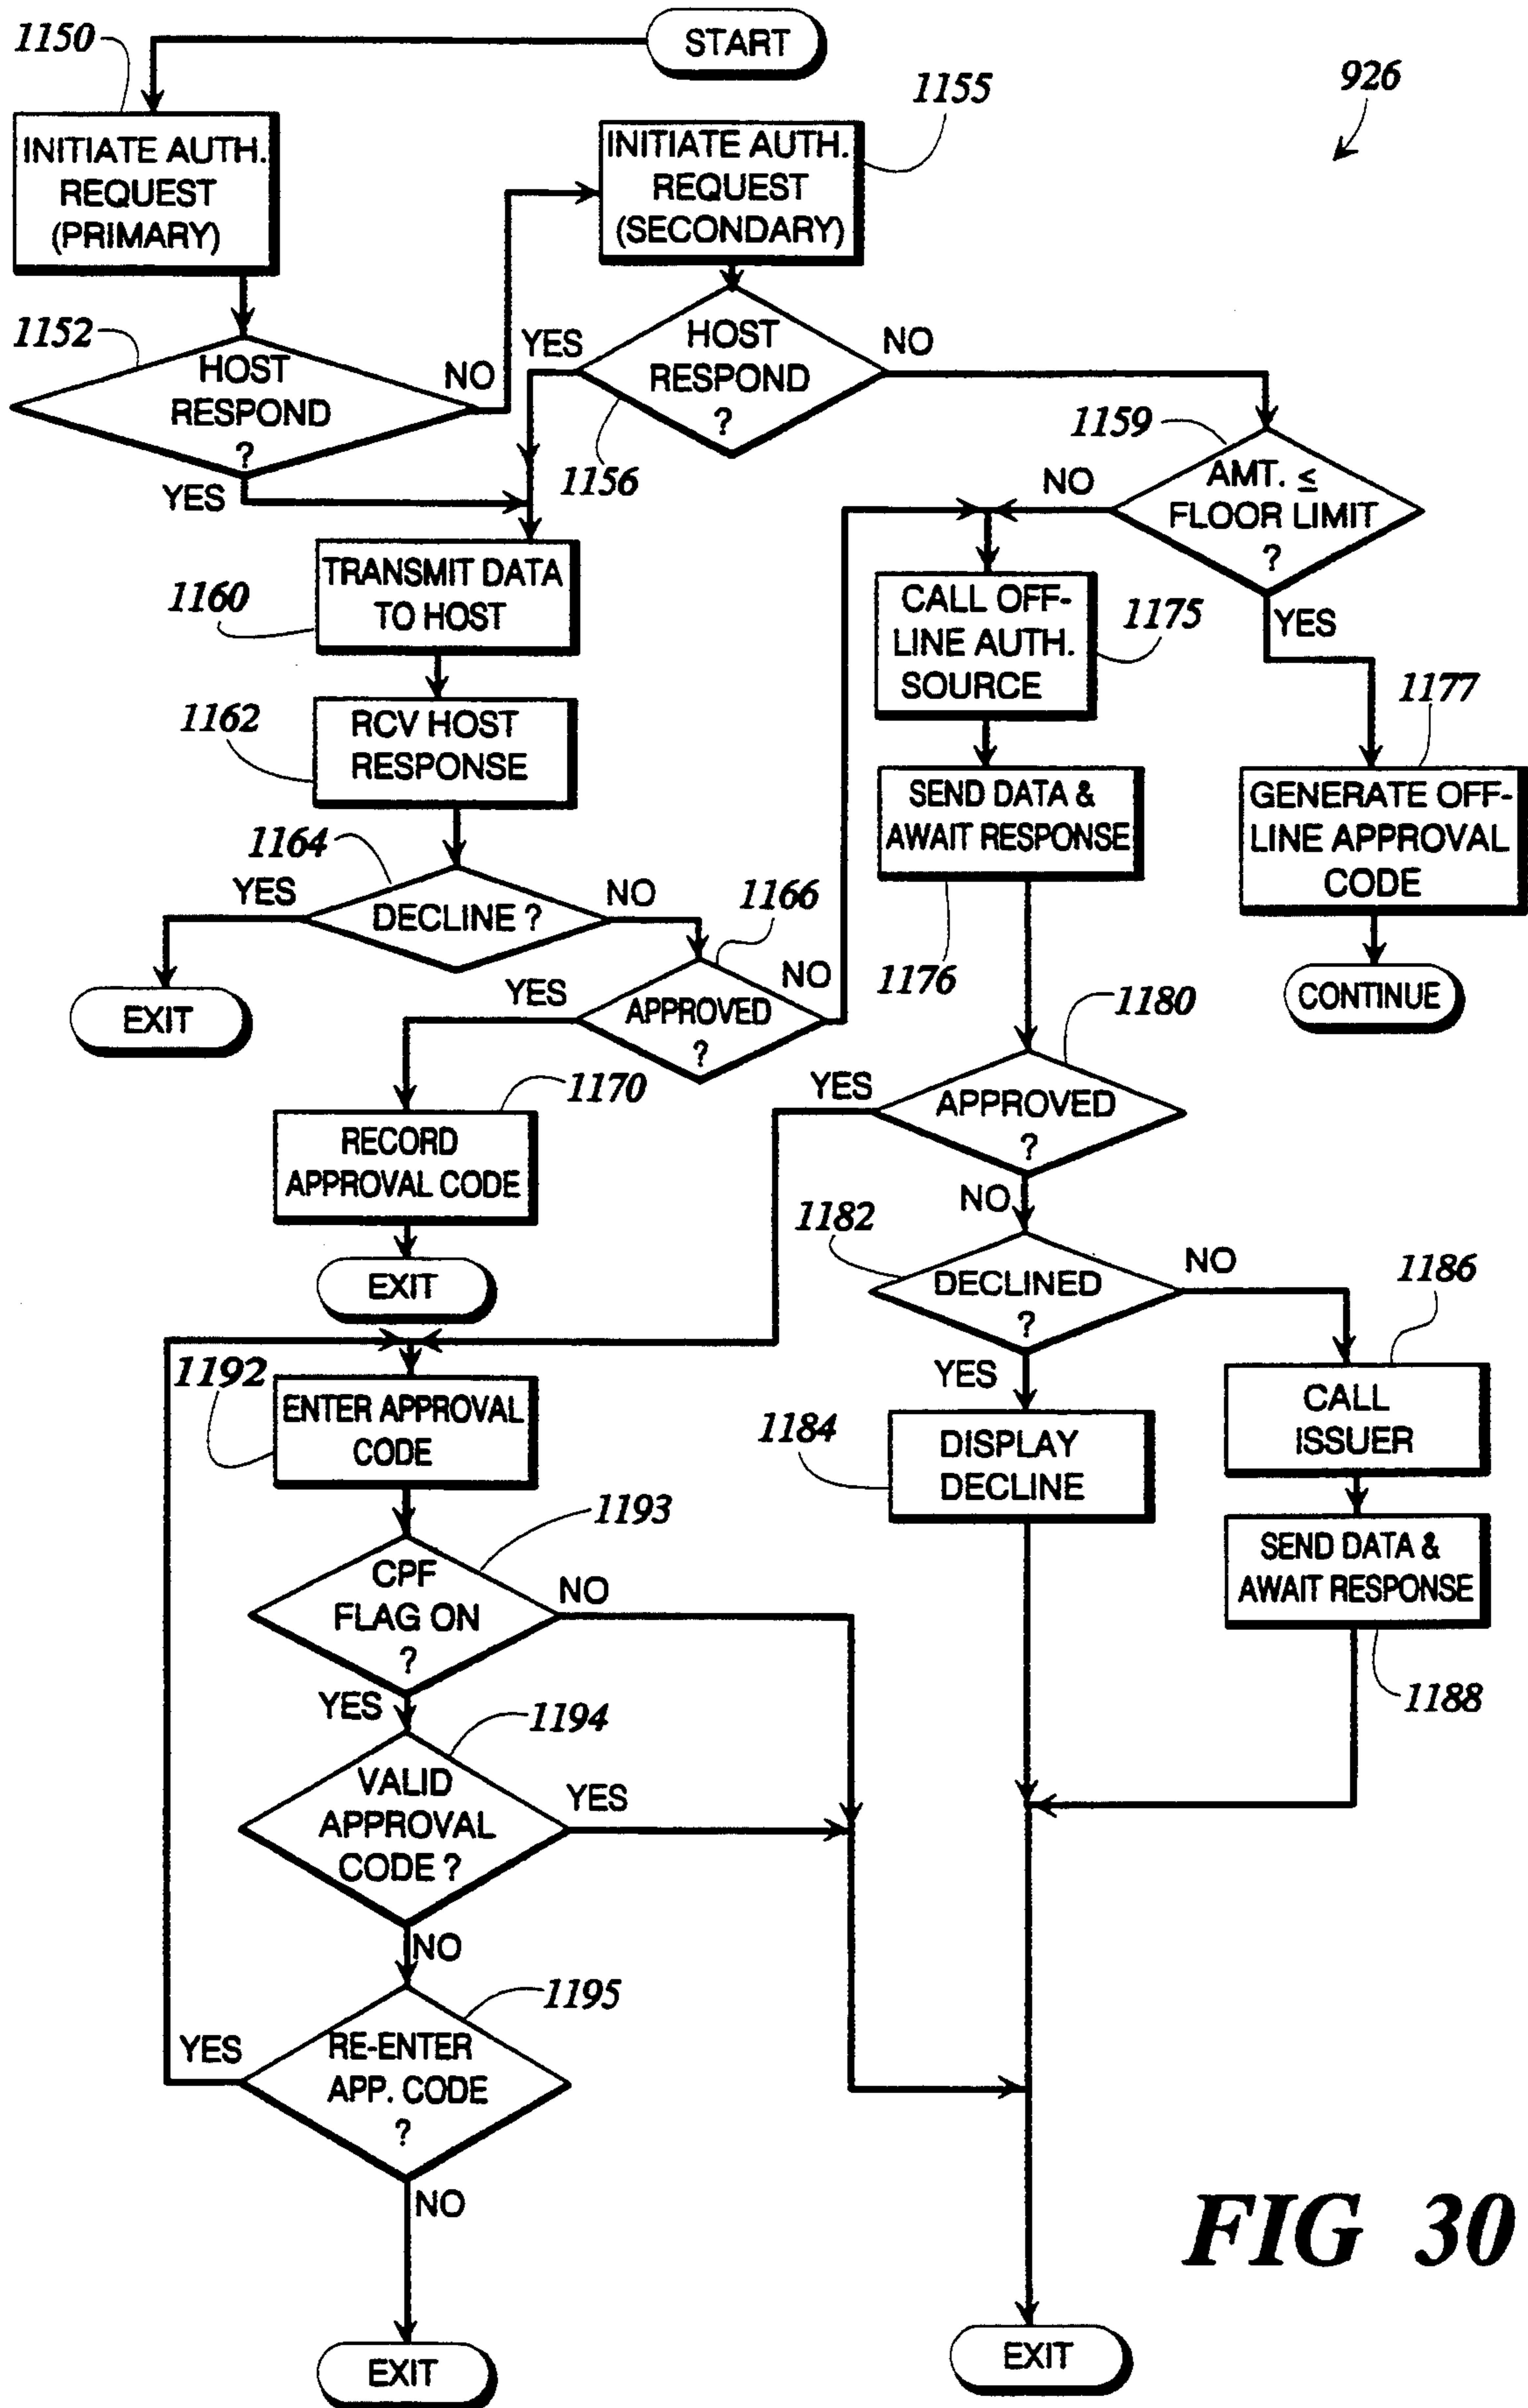 1150
START
926
1155
INITIATE AUTH.
REQUEST
(PRIMARY)
INITIATE AUTH.
REQUEST
(SECONDARY)
1152
HOST
RESPOND
?
NO
YES
YES
HOST
RESPOND
?
NO
1156
1159
AMT. ≤
FLOOR LIMIT
?
NO
YES
1160
TRANSMIT DATA
TO HOST
CALL OFF-
LINE AUTH.
SOURCE
1175
1162
RCV HOST
RESPONSE
1177
SEND DATA &
AWAIT RESPONSE
1176
GENERATE OFF-
LINE APPROVAL
CODE
CONTINUE
1164
YES
DECLINE ?
NO
EXIT
1166
YES
APPROVED
?
NO
1170
RECORD
APPROVAL CODE
EXIT
1180
YES
APPROVED
?
NO
1182
DECLINED
?
NO
YES
1186
CALL
ISSUER
1184
DISPLAY
DECLINE
SEND DATA &
AWAIT RESPONSE
1188
1192
ENTER APPROVAL
CODE
1193
CPF
FLAG ON
?
NO
YES
1194
VALID
APPROVAL
CODE ?
YES
NO
1195
YES
RE-ENTER
APP. CODE
?
NO
EXIT
EXIT
FIG 30